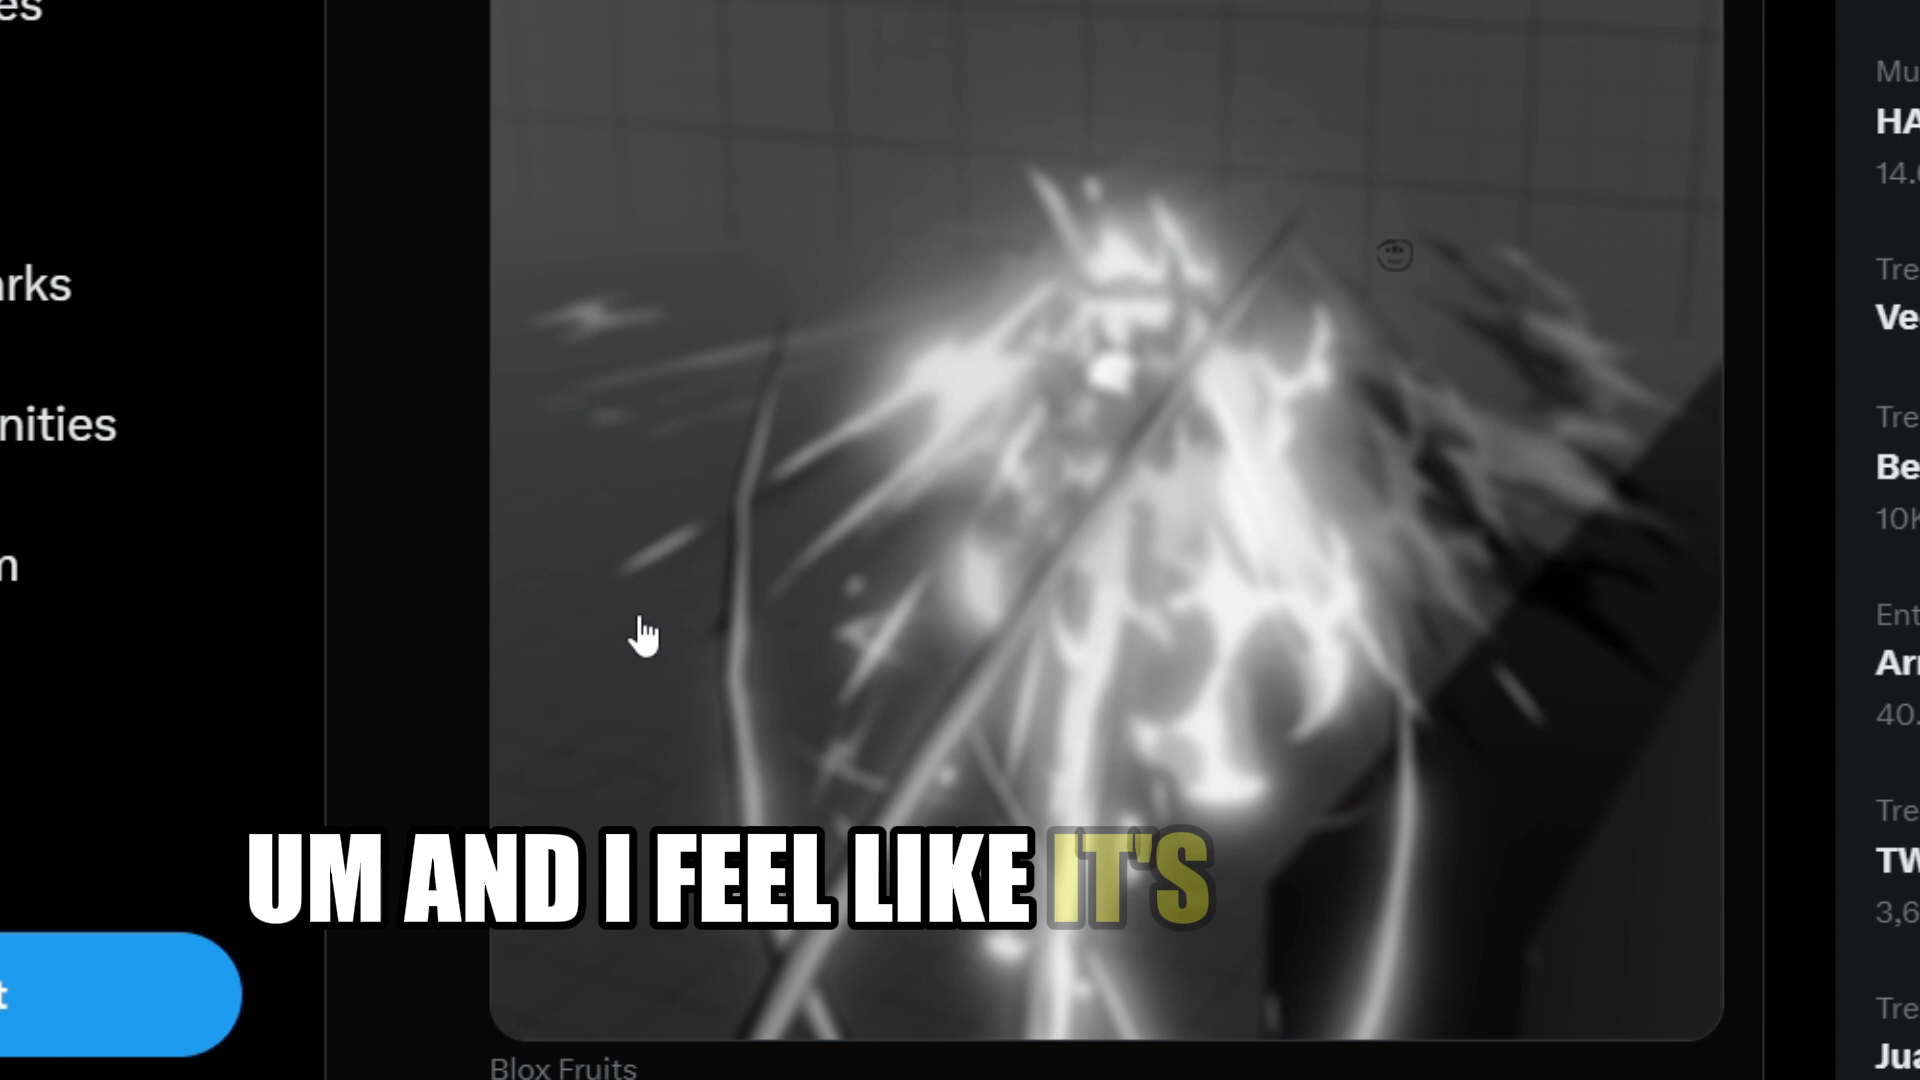 es
arks
nities
m
t
UM AND I FEEL LIKE IT'S
Blox Fruits
Mu
HA
14.
Tre
Ve
Tre
Be
10K
Ent
Ar
40.
Tre
TW
3,6
Tre
Jua